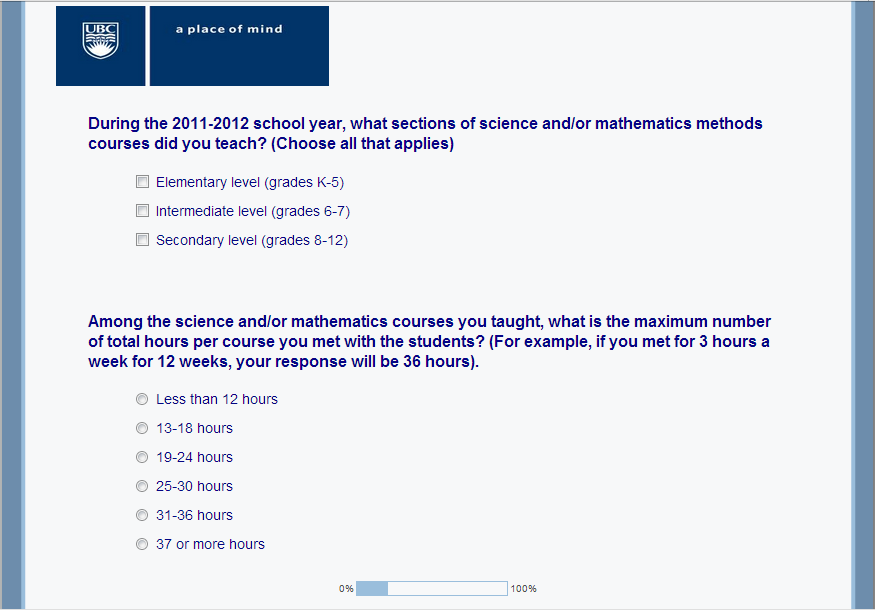 UBC
a place of mind
During the 2011-2012 school year, what sections of science and/or mathematics methods
courses did you teach? (Choose all that applies)
Elementary level (grades K-5)
Intermediate level (grades 6-7)
Secondary level (grades 8-12)
Among the science and/or mathematics courses you taught, what is the maximum number
of total hours per course you met with the students? (For example, if you met for 3 hours a
week for 12 weeks, your response will be 36 hours).
Less than 12 hours
13-18 hours
19-24 hours
25-30 hours
31-36 hours
37 or more hours
0% 100%